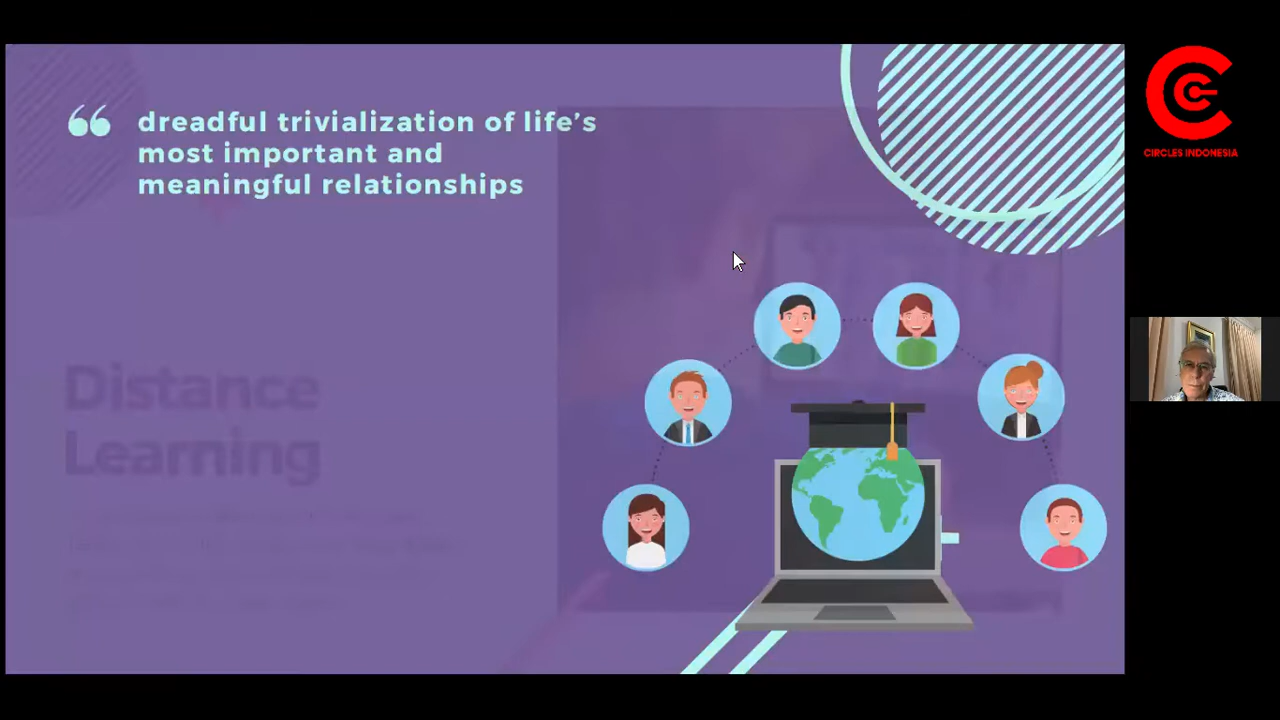 “ dreadful trivialization of life’s
most important and
meaningful relationships
Distance
Learning
CIRCLES INDONESIA